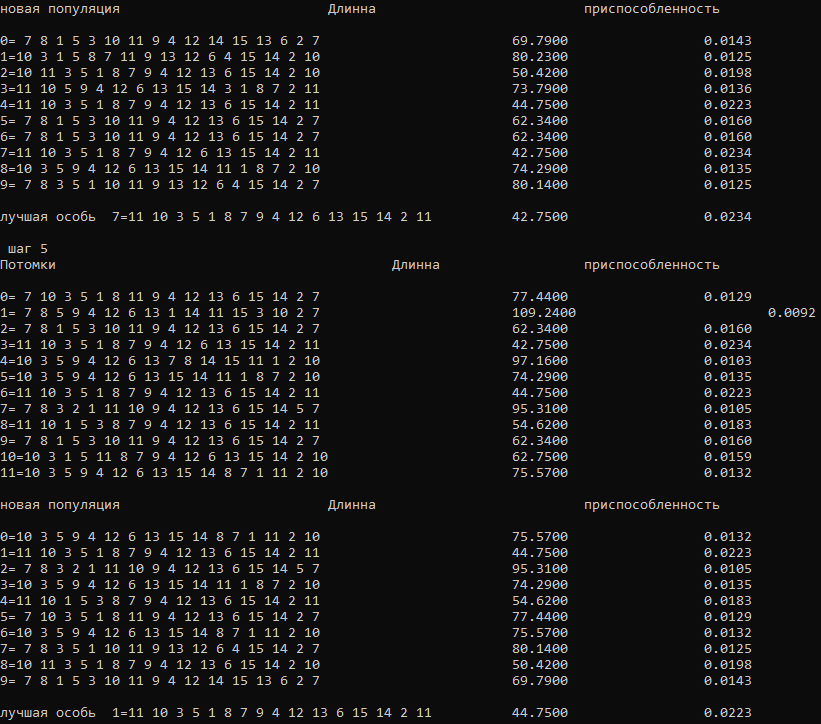 новая популяция Длинна приспособленность
0= 7 8 1 5 3 10 11 9 4 12 14 15 13 6 2 7 69.7900 0.0143
1=10 3 1 5 8 7 11 9 13 12 6 4 15 14 2 10 80.2300 0.0125
2=10 11 3 5 1 8 7 9 4 12 13 6 15 14 2 10 50.4200 0.0198
3=11 10 5 9 4 12 6 13 15 14 3 1 8 7 2 11 73.7900 0.0136
4=11 10 3 5 1 8 7 9 4 12 13 6 15 14 2 11 44.7500 0.0223
5= 7 8 1 5 3 10 11 9 4 12 13 6 15 14 2 7 62.3400 0.0160
6= 7 8 1 5 3 10 11 9 4 12 13 6 15 14 2 7 62.3400 0.0160
7=11 10 3 5 1 8 7 9 4 12 6 13 15 14 2 11 42.7500 0.0234
8=10 3 5 9 4 12 6 13 15 14 11 1 8 7 2 10 74.2900 0.0135
9= 7 8 3 5 1 10 11 9 13 12 6 4 15 14 2 7 80.1400 0.0125
лучшая особь 7=11 10 3 5 1 8 7 9 4 12 6 13 15 14 2 11 42.7500 0.0234
шаг 5
Потомки Длинна приспособленность
0= 7 10 3 5 1 8 11 9 4 12 13 6 15 14 2 7 77.4400 0.0129
1= 7 8 5 9 4 12 6 13 1 14 11 15 3 10 2 7 109.2400 0.0092
2= 7 8 1 5 3 10 11 9 4 12 13 6 15 14 2 7 62.3400 0.0160
3=11 10 3 5 1 8 7 9 4 12 6 13 15 14 2 11 42.7500 0.0234
4=10 3 5 9 4 12 6 13 7 8 14 15 11 1 2 10 97.1600 0.0103
5=10 3 5 9 4 12 6 13 15 14 11 1 8 7 2 10 74.2900 0.0135
6=11 10 3 5 1 8 7 9 4 12 13 6 15 14 2 11 44.7500 0.0223
7= 7 8 3 2 1 11 10 9 4 12 13 6 15 14 5 7 95.3100 0.0105
8=11 10 1 5 3 8 7 9 4 12 13 6 15 14 2 11 54.6200 0.0183
9= 7 8 1 5 3 10 11 9 4 12 13 6 15 14 2 7 62.3400 0.0160
10=10 3 1 5 11 8 7 9 4 12 6 13 15 14 2 10 62.7500 0.0159
11=10 3 5 9 4 12 6 13 15 14 8 7 1 11 2 10 75.5700 0.0132
новая популяция Длинна приспособленность
0=10 3 5 9 4 12 6 13 15 14 8 7 1 11 2 10 75.5700 0.0132
1=11 10 3 5 1 8 7 9 4 12 13 6 15 14 2 11 44.7500 0.0223
2= 7 8 3 2 1 11 10 9 4 12 13 6 15 14 5 7 95.3100 0.0105
3=10 3 5 9 4 12 6 13 15 14 11 1 8 7 2 10 74.2900 0.0135
4=11 10 1 5 3 8 7 9 4 12 13 6 15 14 2 11 54.6200 0.0183
5= 7 10 3 5 1 8 11 9 4 12 13 6 15 14 2 7 77.4400 0.0129
6=10 3 5 9 4 12 6 13 15 14 8 7 1 11 2 10 75.5700 0.0132
7= 7 8 3 5 1 10 11 9 13 12 6 4 15 14 2 7 80.1400 0.0125
8=10 11 3 5 1 8 7 9 4 12 13 6 15 14 2 10 50.4200 0.0198
9= 7 8 1 5 3 10 11 9 4 12 14 15 13 6 2 7 69.7900 0.0143
лучшая особь 1=11 10 3 5 1 8 7 9 4 12 13 6 15 14 2 11 44.7500 0.0223